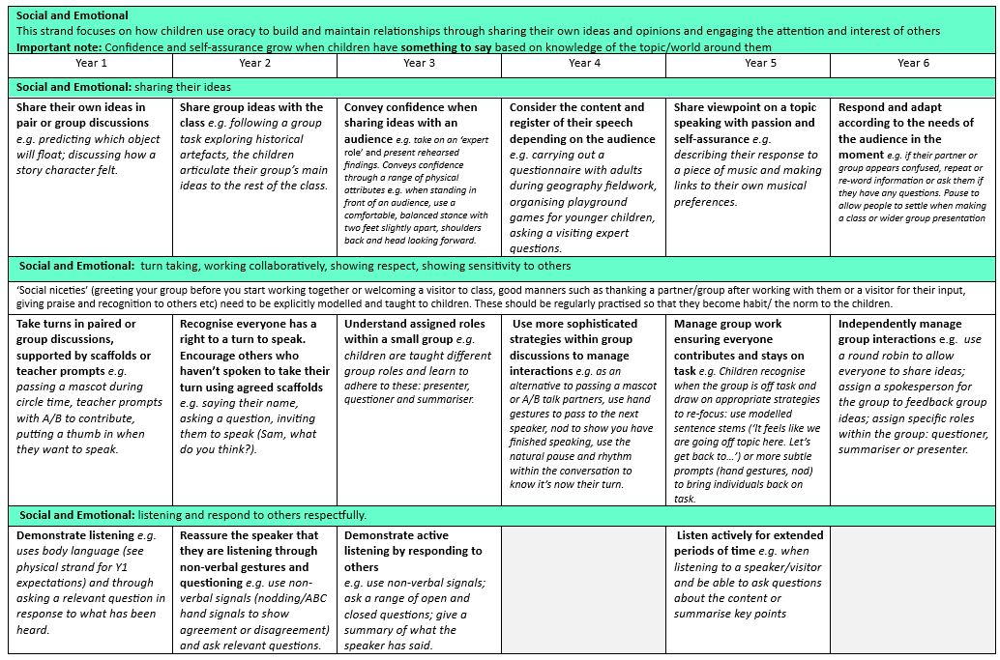 Social and Emotional
This strand focuses on how children use oracy to build and maintain relationships through sharing their own ideas and opinions and engaging the attention and interest of others
Important note: Confidence and self-assurance grow when children have something to say based on knowledge of the topic/world around them
Year 1
Year 2
Year 3
Year 4
Year 5
Year 6
Social and Emotional: sharing their ideas
Share their own ideas in
pair or group discussions
e.g. predicting which object
will float; discussing how a
story character felt.
Share group ideas with the
class e.g. following a group
task exploring historical
artefacts, the children
articulate their group's main
ideas to the rest of the class.
Convey confidence when
sharing ideas with an
audience e.g. take on an 'expert
role' and present rehearsed
findings. Conveys confidence
through a range of physical
attributes e.g. when standing in
front of an audience, use a
comfortable, balanced stance with
two feet slightly apart, shoulders
back and head looking forward.
Consider the content and
register of their speech
depending on the audience
e.g. carrying out a
questionnaire with adults
during geography fieldwork,
organising playground
games for younger children,
asking a visiting expert
questions.
Share viewpoint on a topic
speaking with passion and
self-assurance e.g.
describing their response to
a piece of music and making
links to their own musical
preferences.
Respond and adapt
according to the needs of
the audience in the
moment e.g. if their partner or
group appears confused, repeat or
re-word information or ask them if
they have any questions. Pause to
allow people to settle when making
a class or wider group presentation
Social and Emotional: turn taking, working collaboratively, showing respect, showing sensitivity to others
'Social niceties' (greeting your group before you start working together or welcoming a visitor to class, good manners such as thanking a partner/group after working with them or a visitor for their input,
giving praise and recognition to others etc) need to be explicitly modelled and taught to children. These should be regularly practised so that they become habit/ the norm to the children.
Take turns in paired or
group discussions,
supported by scaffolds or
teacher prompts e.g.
passing a mascot during
circle time, teacher prompts
with A/B to contribute,
putting a thumb in when
they want to speak.
Recognise everyone has a
right to a turn to speak.
Encourage others who
haven't spoken to take their
turn using agreed scaffolds
e.g. saying their name,
asking a question, inviting
them to speak (Sam, what
do you think?).
Understand assigned roles
within a small group e.g.
children are taught different
group roles and learn to
adhere to these: presenter,
questioner and summariser.
Use more sophisticated
strategies within group
discussions to manage
interactions e.g. as an
alternative to passing a mascot
or A/B talk partners, use hand
gestures to pass to the next
speaker, nod to show you have
finished speaking, use the
natural pause and rhythm
within the conversation to
know it's now their turn.
Manage group work
ensuring everyone
contributes and stays on
task e.g. Children recognise
when the group is off task and
draw on appropriate strategies
to re-focus: use modelled
sentence stems ('It feels like we
are going off topic here. Let's
get back to...') or more subtle
prompts (hand gestures, nod)
to bring individuals back on
task.
Independently manage
group interactions e.g. use
a round robin to allow
everyone to share ideas;
assign a spokesperson for
the group to feedback group
ideas; assign specific roles
within the group: questioner,
summariser or presenter.
Social and Emotional: listening and respond to others respectfully.
Demonstrate listening e.g.
uses body language (see
physical strand for Y1
expectations) and through
asking a relevant question in
response to what has been
heard.
Reassure the speaker that
they are listening through
non-verbal gestures and
questioning e.g. use non-
verbal signals (nodding/ABC
hand signals to show
agreement or disagreement)
and ask relevant questions.
Demonstrate active
listening by responding to
others
e.g. use non-verbal signals;
ask a range of open and
closed questions; give a
summary of what the
speaker has said.
Listen actively for extended
periods of time e.g. when
listening to a speaker/visitor
and be able to ask questions
about the content or
summarise key points